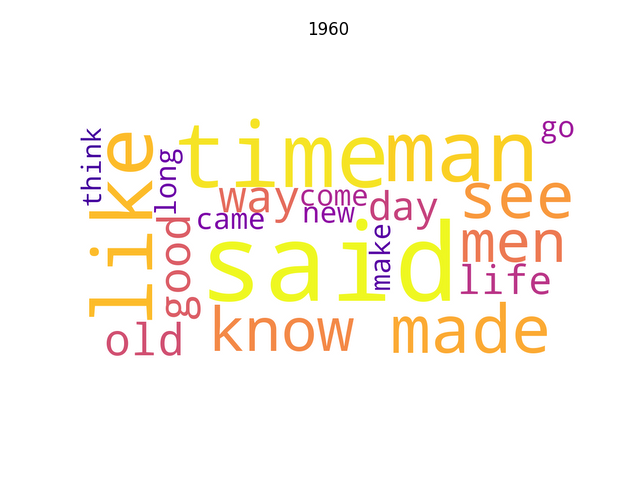 1960
think
like
long
time
man
go
way
come
see
came
new
day
good
said
make
men
life
old
know
made